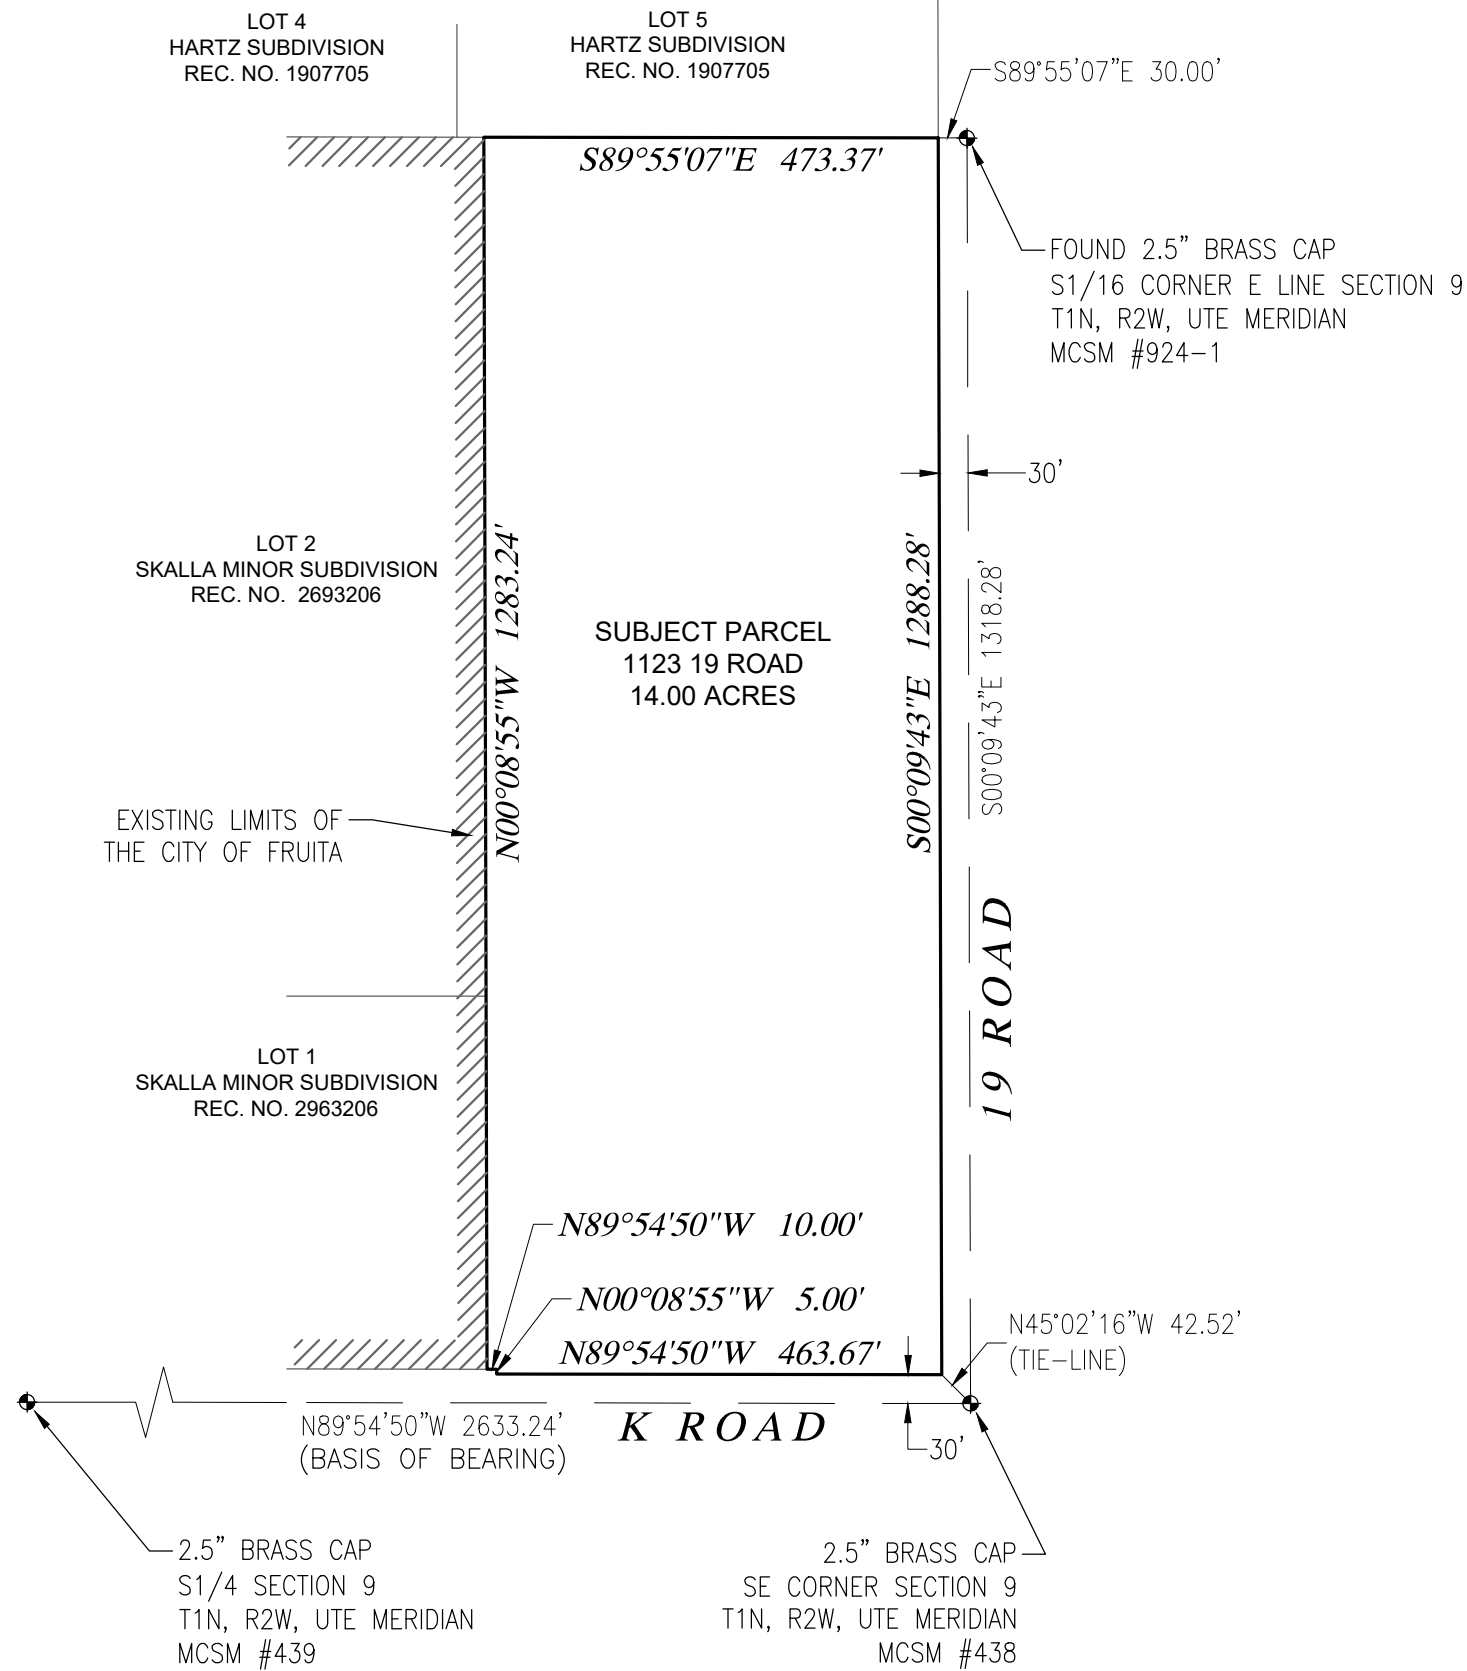 LOT 4
HARTZ SUBDIVISION
REC. NO. 1907705
LOT 5
HARTZ SUBDIVISION
REC. NO. 1907705
S89°55'07"E 30.00'
S89°55'07"E 473.37'
FOUND 2.5" BRASS CAP
S1/16 CORNER E LINE SECTION 9
T1N, R2W, UTE MERIDIAN
MCSM #924-1
30'
LOT 2
SKALLA MINOR SUBDIVISION
REC. NO. 2693206
N00°08'55"W 1283.24'
SUBJECT PARCEL
1123 19 ROAD
14.00 ACRES
S00°09'43"E 1288.28'
S00°09'43"E 1318.28'
EXISTING LIMITS OF
THE CITY OF FRUITA
19 ROAD
LOT 1
SKALLA MINOR SUBDIVISION
REC. NO. 2963206
N89°54'50"W 10.00'
N00°08'55"W 5.00'
N89°54'50"W 463.67'
N45°02'16"W 42.52'
(TIE-LINE)
N89°54'50"W 2633.24'
(BASIS OF BEARING)
K ROAD
30'
2.5" BRASS CAP
S1/4 SECTION 9
T1N, R2W, UTE MERIDIAN
MCSM #439
2.5" BRASS CAP
SE CORNER SECTION 9
T1N, R2W, UTE MERIDIAN
MCSM #438